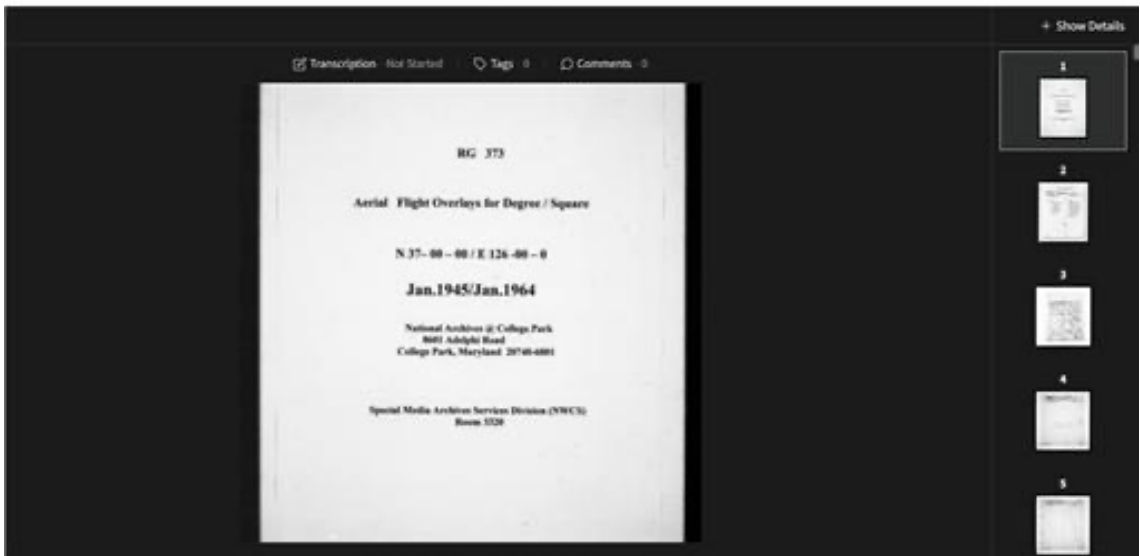 + Show Details
Transcription Not Started Tags 0 Comments 0
RG 373
Aerial Flight Overlays for Degree / Square
N 37- 00 – 00 / E 126 -00 – 0
Jan.1945/Jan.1964
National Archives @ College Park
8601 Adelphi Road
College Park, Maryland 20740-6001
Special Media Archives Services Division (NWCS)
Room 3320
1
2
3
4
5